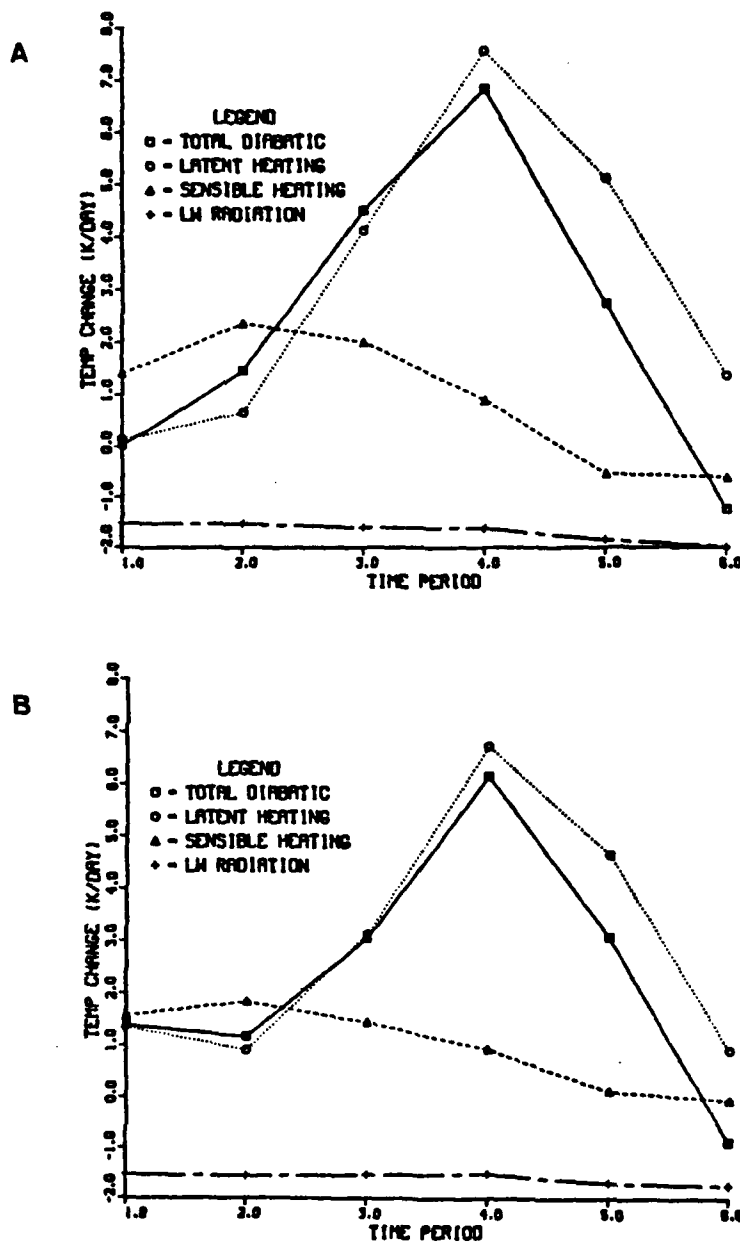 A
TEMP CHANGE (K/DAY)
8.0
7.0
6.0
5.0
4.0
3.0
2.0
1.0
0.0
-1.0
-2.0
LEGEND
- TOTAL DIABATIC
- LATENT HEATING
- SENSIBLE HEATING
- LW RADIATION
1.0 2.0 3.0 4.0 5.0 6.0
TIME PERIOD
B
TEMP CHANGE (K/DAY)
8.0
7.0
6.0
5.0
4.0
3.0
2.0
1.0
0.0
-1.0
-2.0
LEGEND
- TOTAL DIABATIC
- LATENT HEATING
- SENSIBLE HEATING
- LW RADIATION
1.0 2.0 3.0 4.0 5.0 6.0
TIME PERIOD